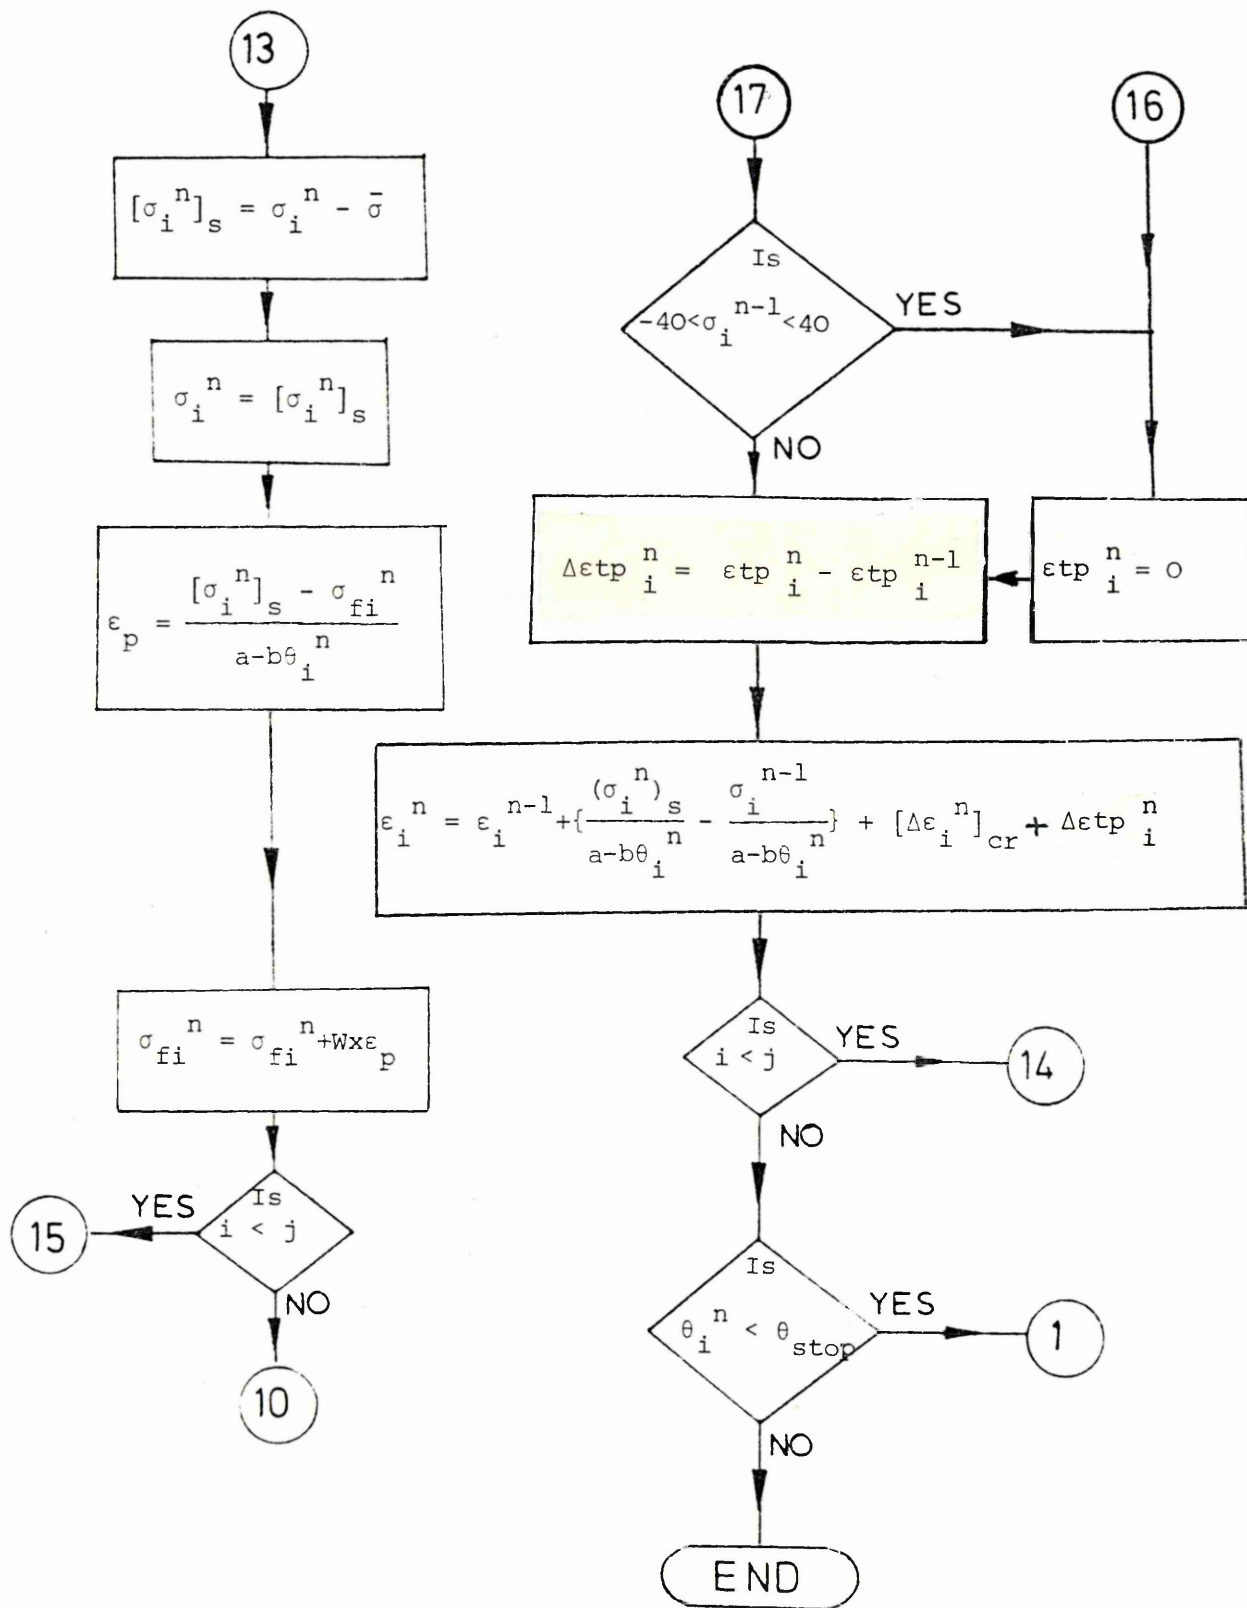 13
[σ_i^n]_s = σ_i^n - σ̄
σ_i^n = [σ_i^n]_s
ε_p = ([σ_i^n]_s - σ_fi^n) / (a-bθ_i^n)
σ_fi^n = σ_fi^n+Wxε_p
Is
i < j
YES
15
NO
10
17
16
Is
-40<σ_i^n-1<40
YES
NO
Δεtp_i^n = εtp_i^n - εtp_i^n-1
εtp_i^n = 0
ε_i^n = ε_i^n-1+{(σ_i^n)_s / (a-bθ_i^n) - σ_i^n-1 / (a-bθ_i^n)} + [Δε_i^n]_cr + Δεtp_i^n
Is
i < j
YES
14
NO
Is
θ_i^n < θ_stop
YES
1
NO
END